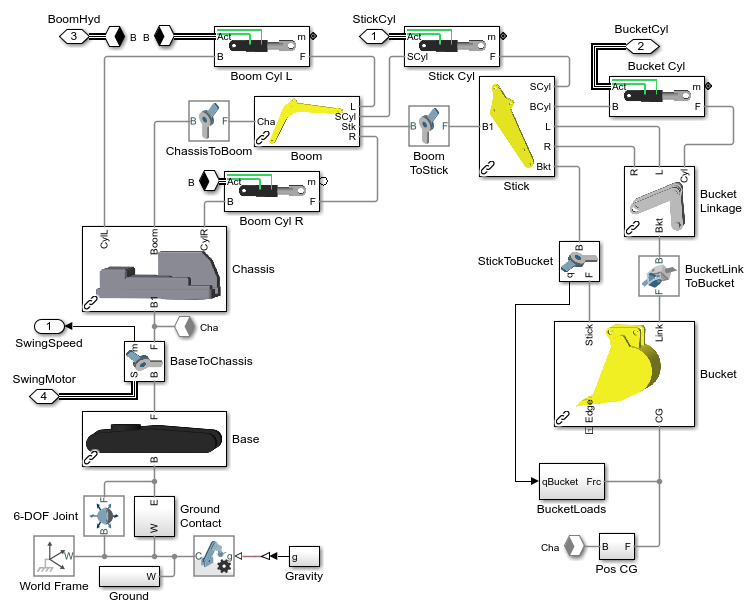 BoomHyd
3
B
B
Act
m
B
F
Boom Cyl L
StickCyl
1
Act
m
SCyl
F
Stick Cyl
BucketCyl
2
Bucket Cyl
Act
m
B
F
B
F
ChassisToBoom
Cha
L
SCyl
Stk
R
Boom
B
F
Boom
ToStick
SCyl
BCyl
B1
L
R
Bkt
Stick
B
Act
m
B
F
Boom Cyl R
R
L
Cyl
Bkt
Bucket
Linkage
CylL
Boom
CylR
B1
Chassis
StickToBucket
B
q
F
B
F
BucketLink
ToBucket
1
SwingSpeed
Cha
m
F
S
B
BaseToChassis
SwingMotor
4
Stick
Link
Edge
CG
Bucket
F
B
Base
qBucket
Frc
BucketLoads
6-DOF Joint
F
B
E
W
Ground
Contact
W
World Frame
W
Ground
C
g
g
Gravity
Cha
B
F
Pos CG